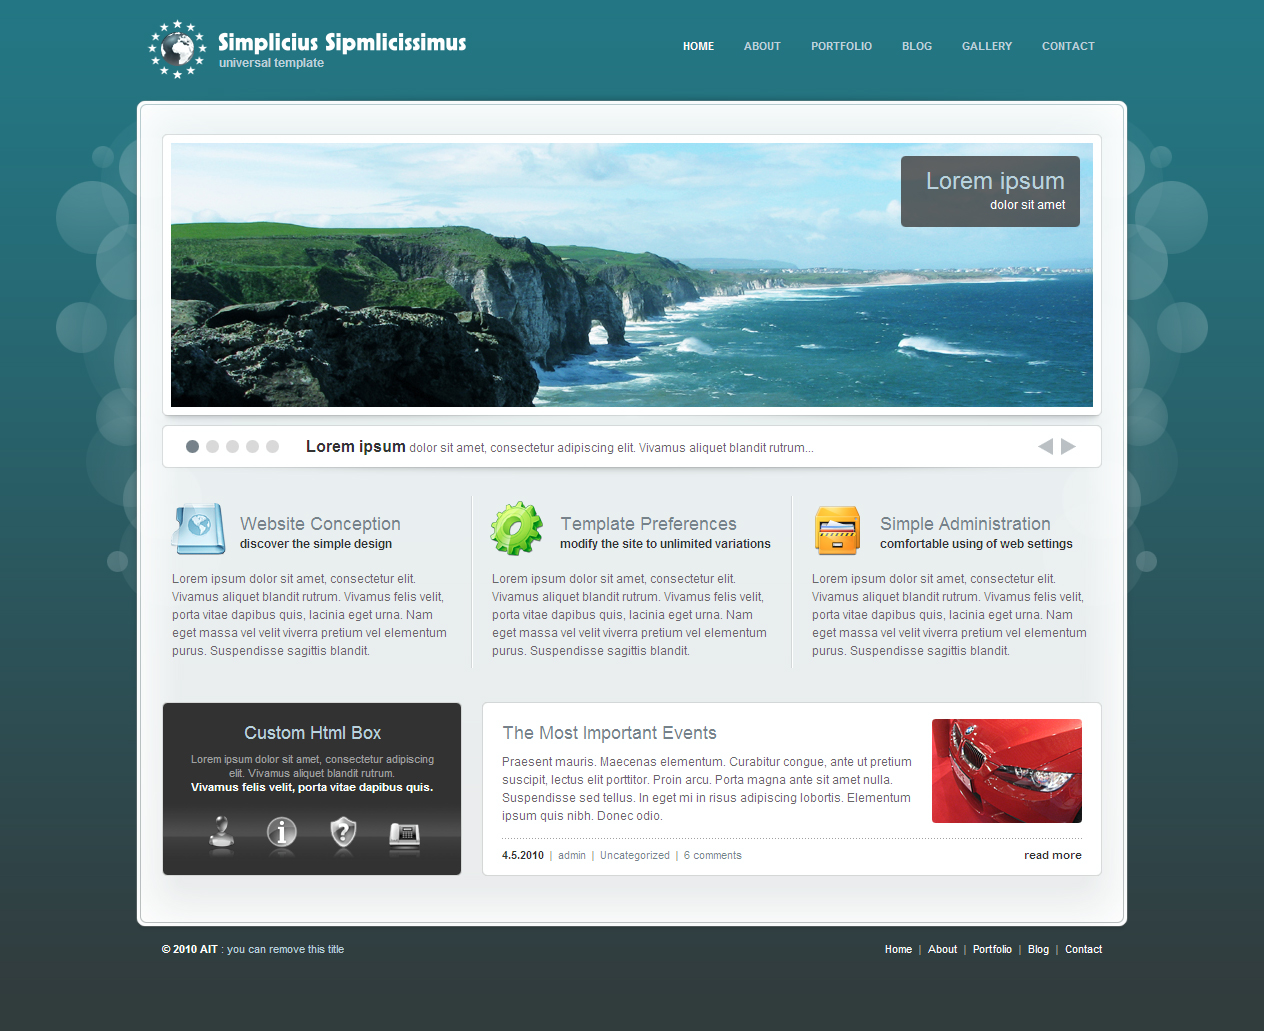 Simplicius Sipmlicissimus
universal template
HOME ABOUT PORTFOLIO BLOG GALLERY CONTACT
Lorem ipsum
dolor sit amet
Lorem ipsum dolor sit amet, consectetur adipiscing elit. Vivamus aliquet blandit rutrum...
Website Conception
discover the simple design
Lorem ipsum dolor sit amet, consectetur elit.
Vivamus aliquet blandit rutrum. Vivamus felis velit,
porta vitae dapibus quis, lacinia eget urna. Nam
eget massa vel velit viverra pretium vel elementum
purus. Suspendisse sagittis blandit.
Template Preferences
modify the site to unlimited variations
Lorem ipsum dolor sit amet, consectetur elit.
Vivamus aliquet blandit rutrum. Vivamus felis velit,
porta vitae dapibus quis, lacinia eget urna. Nam
eget massa vel velit viverra pretium vel elementum
purus. Suspendisse sagittis blandit.
Simple Administration
comfortable using of web settings
Lorem ipsum dolor sit amet, consectetur elit.
Vivamus aliquet blandit rutrum. Vivamus felis velit,
porta vitae dapibus quis, lacinia eget urna. Nam
eget massa vel velit viverra pretium vel elementum
purus. Suspendisse sagittis blandit.
Custom Html Box
Lorem ipsum dolor sit amet, consectetur adipiscing
elit. Vivamus aliquet blandit rutrum.
Vivamus felis velit, porta vitae dapibus quis.
The Most Important Events
Praesent mauris. Maecenas elementum. Curabitur congue, ante ut pretium
suscipit, lectus elit porttitor. Proin arcu. Porta magna ante sit amet nulla.
Suspendisse sed tellus. In eget mi in risus adipiscing lobortis. Elementum
ipsum quis nibh. Donec odio.
4.5.2010 | admin | Uncategorized | 6 comments
read more
© 2010 AIT : you can remove this title
Home | About | Portfolio | Blog | Contact